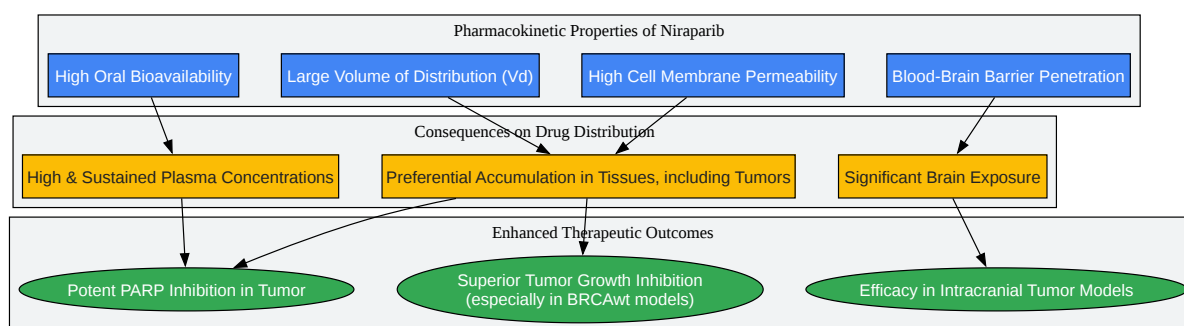 Pharmacokinetic Properties of Niraparib
High Oral Bioavailability
Large Volume of Distribution (Vd)
High Cell Membrane Permeability
Blood-Brain Barrier Penetration
Consequences on Drug Distribution
High & Sustained Plasma Concentrations
Preferential Accumulation in Tissues, including Tumors
Significant Brain Exposure
Enhanced Therapeutic Outcomes
Potent PARP Inhibition in Tumor
Superior Tumor Growth Inhibition
(especially in BRCAwt models)
Efficacy in Intracranial Tumor Models